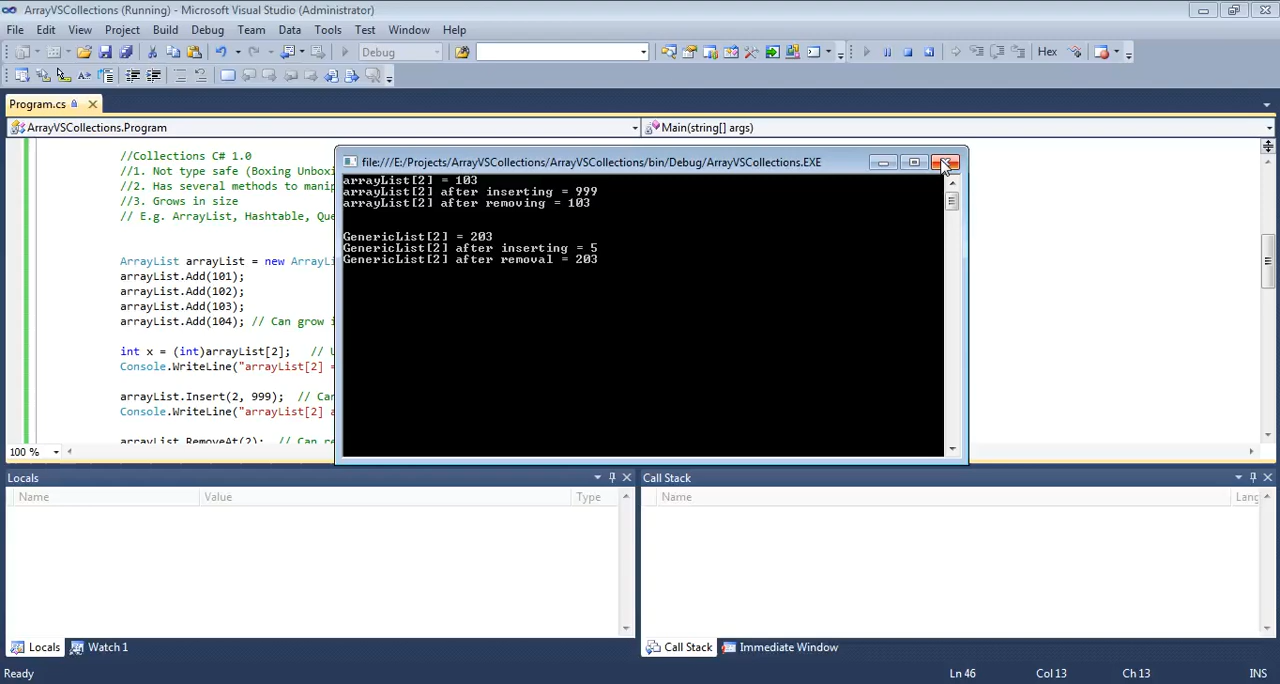 ArrayVSCollections (Running) - Microsoft Visual Studio (Administrator)
File Edit View Project Build Debug Team Data Tools Test Window Help
Debug Hex
Program.cs
ArrayVSCollections.Program Main(string[] args)
//Collections C# 1.0
//1. Not type safe (Boxing Unboxi
//2. Has several methods to mani
//3. Grows in size
// E.g. ArrayList, Hashtable, Que
ArrayList arrayList = new ArrayL
arrayList.Add(101);
arrayList.Add(102);
arrayList.Add(103);
arrayList.Add(104); // Can grow i
int x = (int)arrayList[2]; // U
Console.WriteLine("arrayList[2] =
arrayList.Insert(2, 999); // Can
Console.WriteLine("arrayList[2] a
arrayList.RemoveAt(2); // Can re
file:///E:/Projects/ArrayVSCollections/ArrayVSCollections/bin/Debug/ArrayVSCollections.EXE
arrayList[2] = 103
arrayList[2] after inserting = 999
arrayList[2] after removing = 103
GenericList[2] = 203
GenericList[2] after inserting = 5
GenericList[2] after removal = 203
100 %
Locals
Name Value Type
Call Stack
Name Lang
Locals Watch 1
Call Stack Immediate Window
Ready Ln 46 Col 13 Ch 13 INS